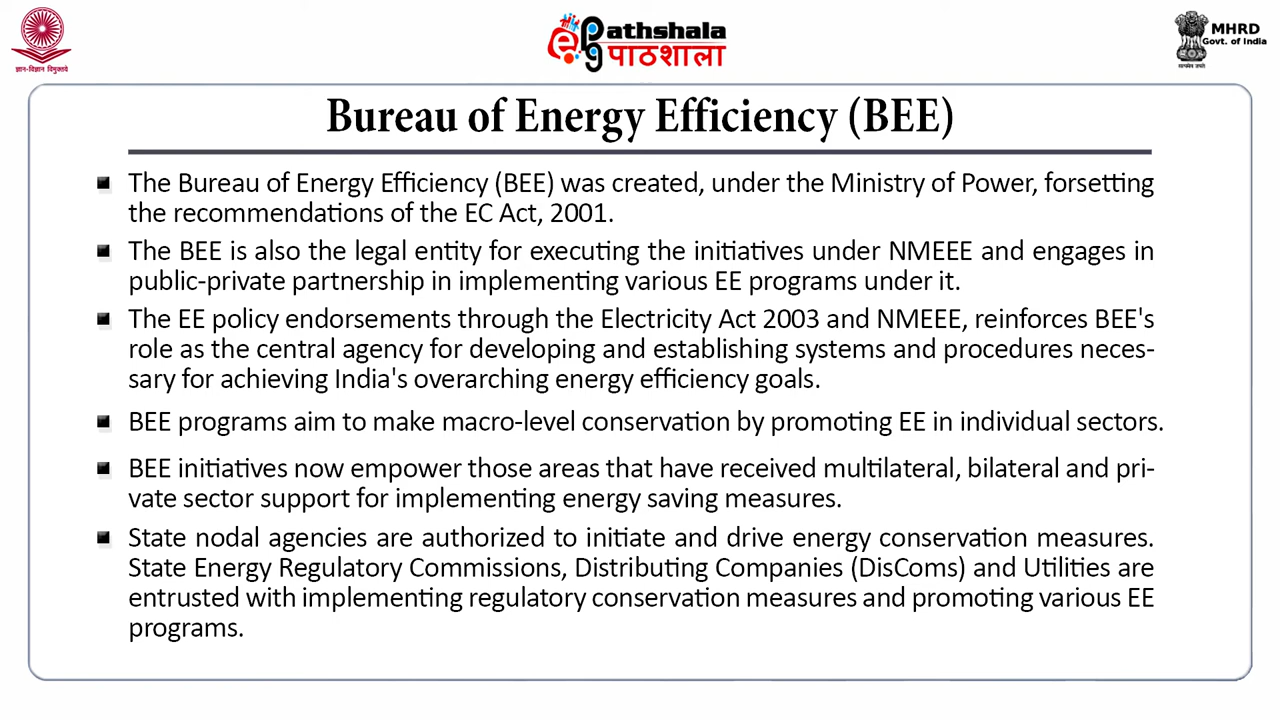 ज्ञान-विज्ञान विमुक्तये
ePG Pathshala
पाठशाला
MHRD
Govt. of India
सत्यमेव जयते
Bureau of Energy Efficiency (BEE)
The Bureau of Energy Efficiency (BEE) was created, under the Ministry of Power, forsetting
the recommendations of the EC Act, 2001.
The BEE is also the legal entity for executing the initiatives under NMEEE and engages in
public-private partnership in implementing various EE programs under it.
The EE policy endorsements through the Electricity Act 2003 and NMEEE, reinforces BEE's
role as the central agency for developing and establishing systems and procedures neces-
sary for achieving India's overarching energy efficiency goals.
BEE programs aim to make macro-level conservation by promoting EE in individual sectors.
BEE initiatives now empower those areas that have received multilateral, bilateral and pri-
vate sector support for implementing energy saving measures.
State nodal agencies are authorized to initiate and drive energy conservation measures.
State Energy Regulatory Commissions, Distributing Companies (DisComs) and Utilities are
entrusted with implementing regulatory conservation measures and promoting various EE
programs.